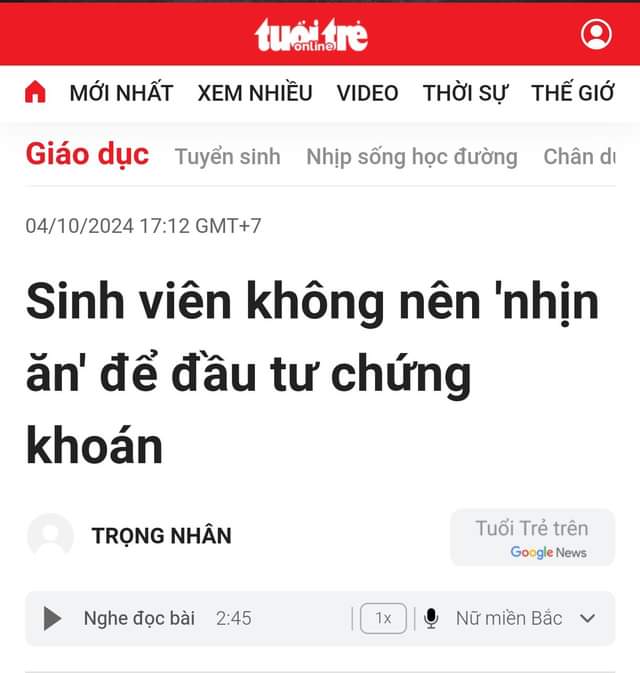 tuổi trẻ
online
MỚI NHẤT XEM NHIỀU VIDEO THỜI SỰ THẾ GIỚ
Giáo dục Tuyển sinh Nhịp sống học đường Chân dư
04/10/2024 17:12 GMT+7
Sinh viên không nên 'nhịn
ăn' để đầu tư chứng
khoán
TRỌNG NHÂN
Tuổi Trẻ trên
Google News
Nghe đọc bài 2:45 1x Nữ miền Bắc